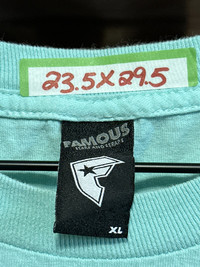 23.5X29.5
FAMOUS
STARS AND STRAPS
XL